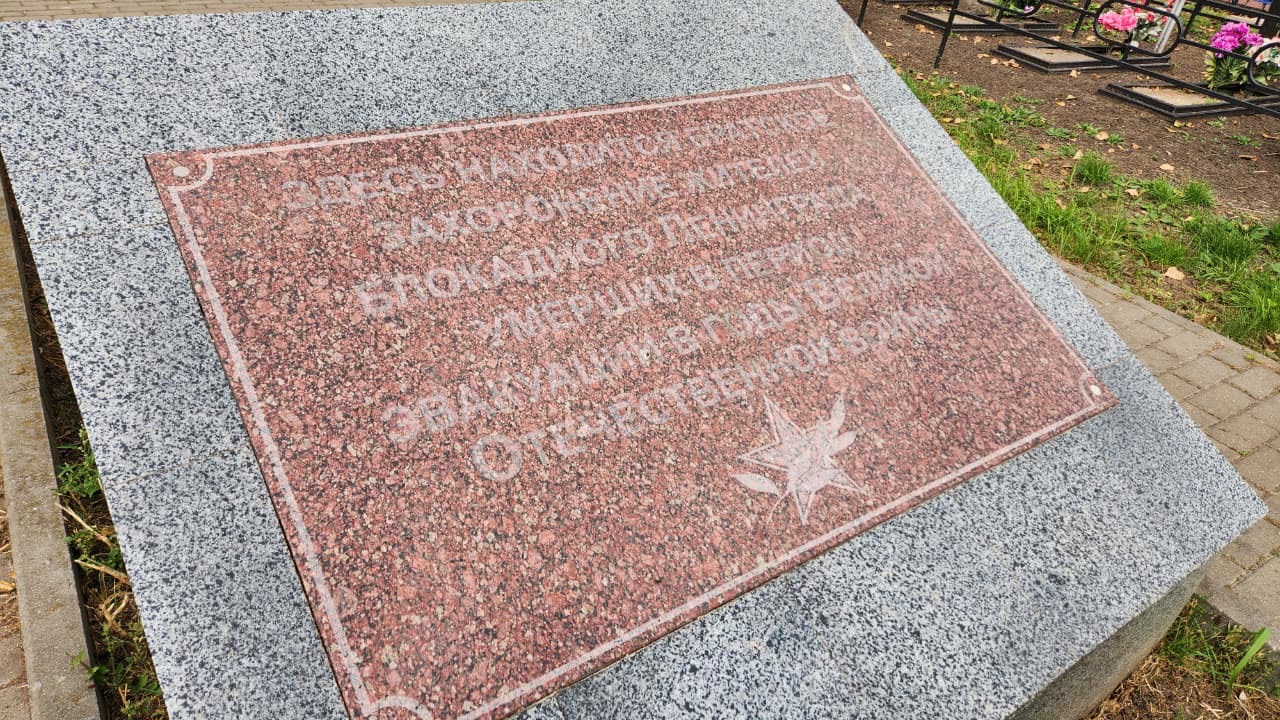 Здесь находится братское
захоронение жителей
блокадного Ленинграда
умерших в период
эвакуации в годы Великой
Отечественной войны